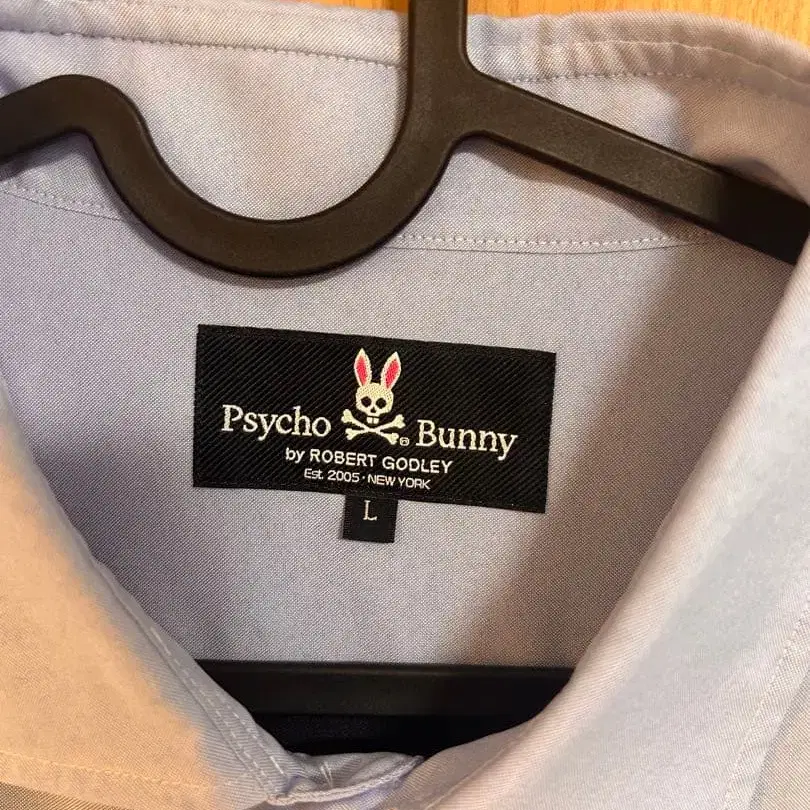 Psycho Bunny
by ROBERT GODLEY
Est. 2005 · NEW YORK
L